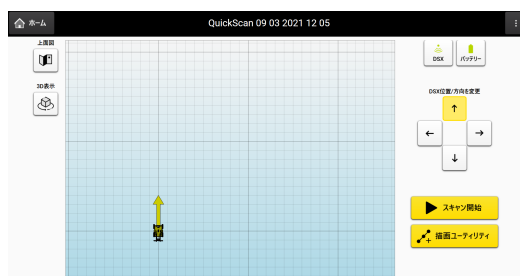 ホーム
QuickScan 09 03 2021 12 05
上面図
3D表示
DSX
バッテリー
DSX位置/方向を変更
スキャン開始
描画ユーティリティ